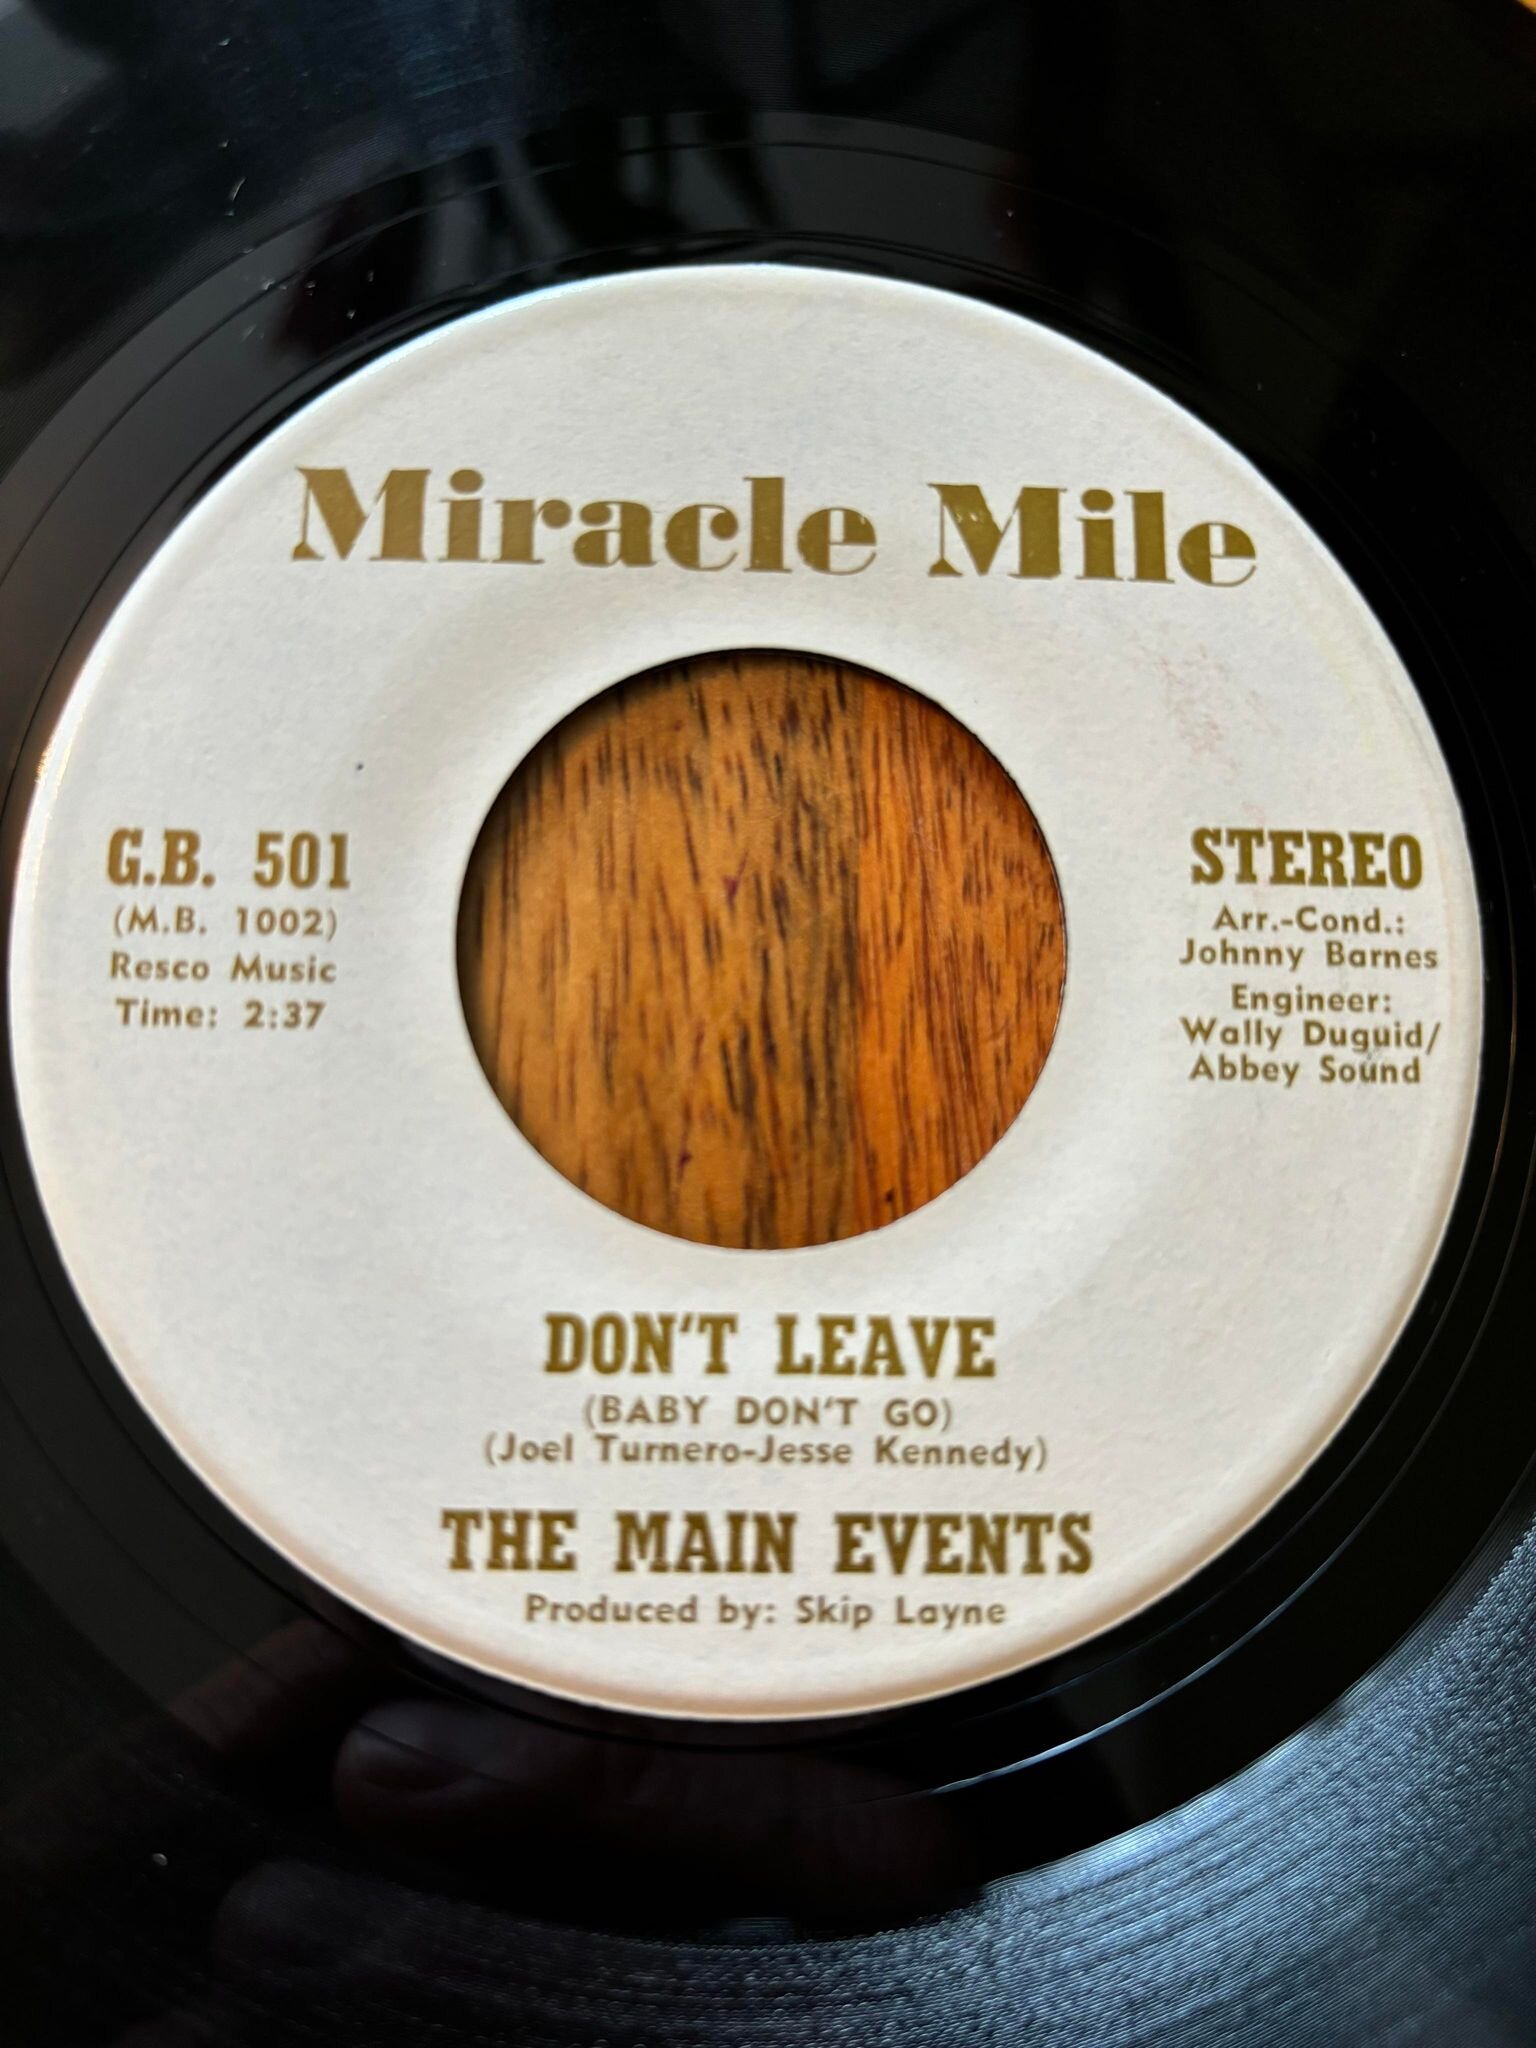 Miracle Mile
G.B. 501
(M.B. 1002)
Resco Music
Time: 2:37
STEREO
Arr.-Cond.:
Johnny Barnes
Engineer:
Wally Duguid/
Abbey Sound
DON'T LEAVE
(BABY DON'T GO)
(Joel Turnero-Jesse Kennedy)
THE MAIN EVENTS
Produced by: Skip Layne